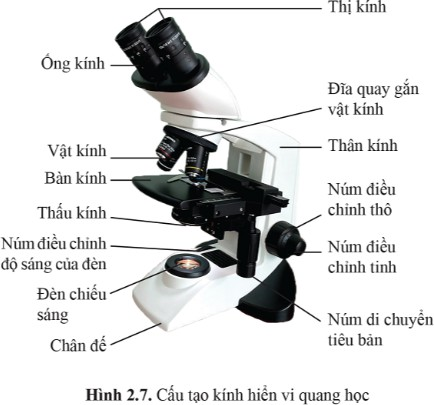 Thị kính
Ống kính
Đĩa quay gắn
vật kính
Vật kính
Thân kính
Bàn kính
Thấu kính
Núm điều
chỉnh thô
Núm điều chỉnh
độ sáng của đèn
Núm điều
chỉnh tinh
Đèn chiếu
sáng
Núm di chuyển
tiêu bản
Chân đế
Hình 2.7. Cấu tạo kính hiển vi quang học